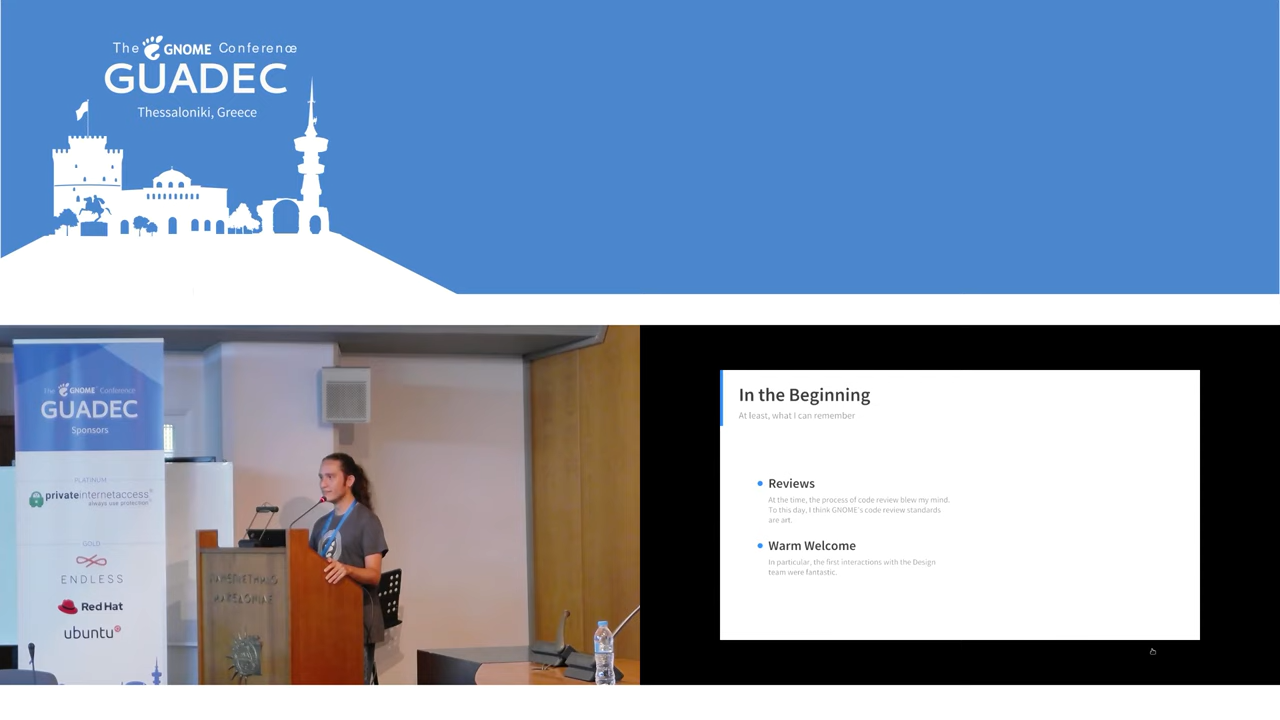 The GNOME Conference
GUADEC
Thessaloniki, Greece
The GNOME Conference
GUADEC
Sponsors
PLATINUM
privateinternetaccess
always use protection
GOLD
ENDLESS
Red Hat
ubuntu
In the Beginning
At least, what I can remember
Reviews
At the time, the process of code review blew my mind.
To this day, I think GNOME's code review standards
are art.
Warm Welcome
In particular, the first interactions with the Design
team were fantastic.